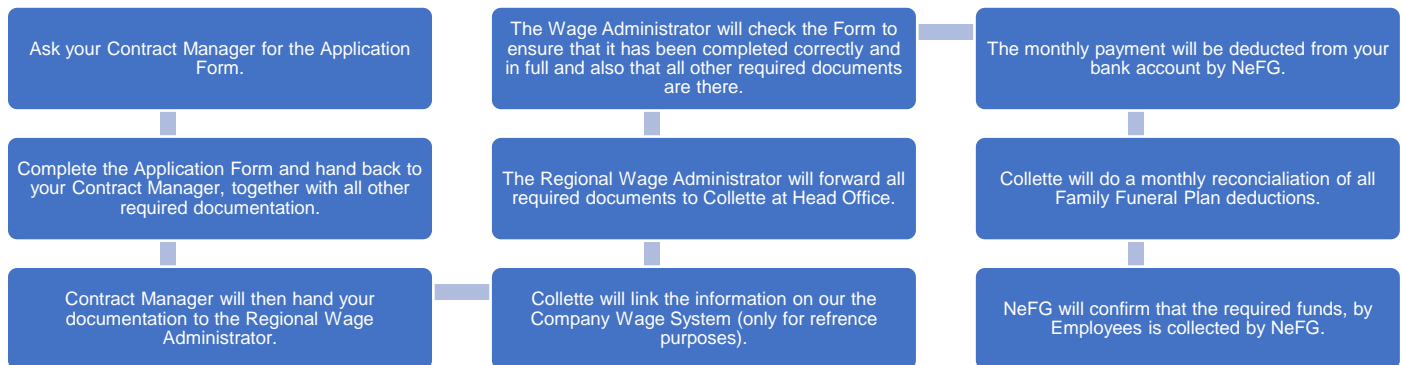 Ask your Contract Manager for the Application
Form.
Complete the Application Form and hand back to
your Contract Manager, together with all other
required documentation.
Contract Manager will then hand your
documentation to the Regional Wage
Administrator.
The Wage Administrator will check the Form to
ensure that it has been completed correctly and
in full and also that all other required documents
are there.
The Regional Wage Administrator will forward all
required documents to Collette at Head Office.
Collette will link the information on our the
Company Wage System (only for refrence
purposes).
The monthly payment will be deducted from your
bank account by NeFG.
Collette will do a monthly reconcialiation of all
Family Funeral Plan deductions.
NeFG will confirm that the required funds, by
Employees is collected by NeFG.